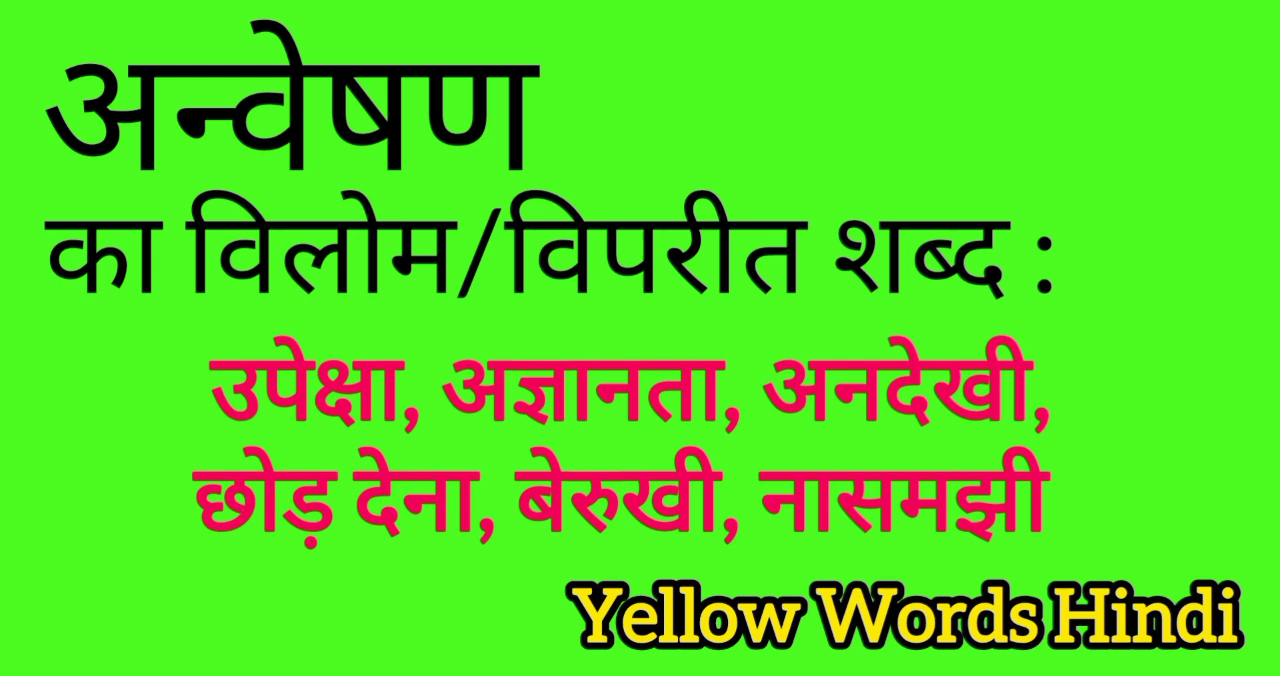 अन्वेषण
का विलोम/विपरीत शब्द :
उपेक्षा, अज्ञानता, अनदेखी,
छोड़ देना, बेरुखी, नासमझी
Yellow Words Hindi